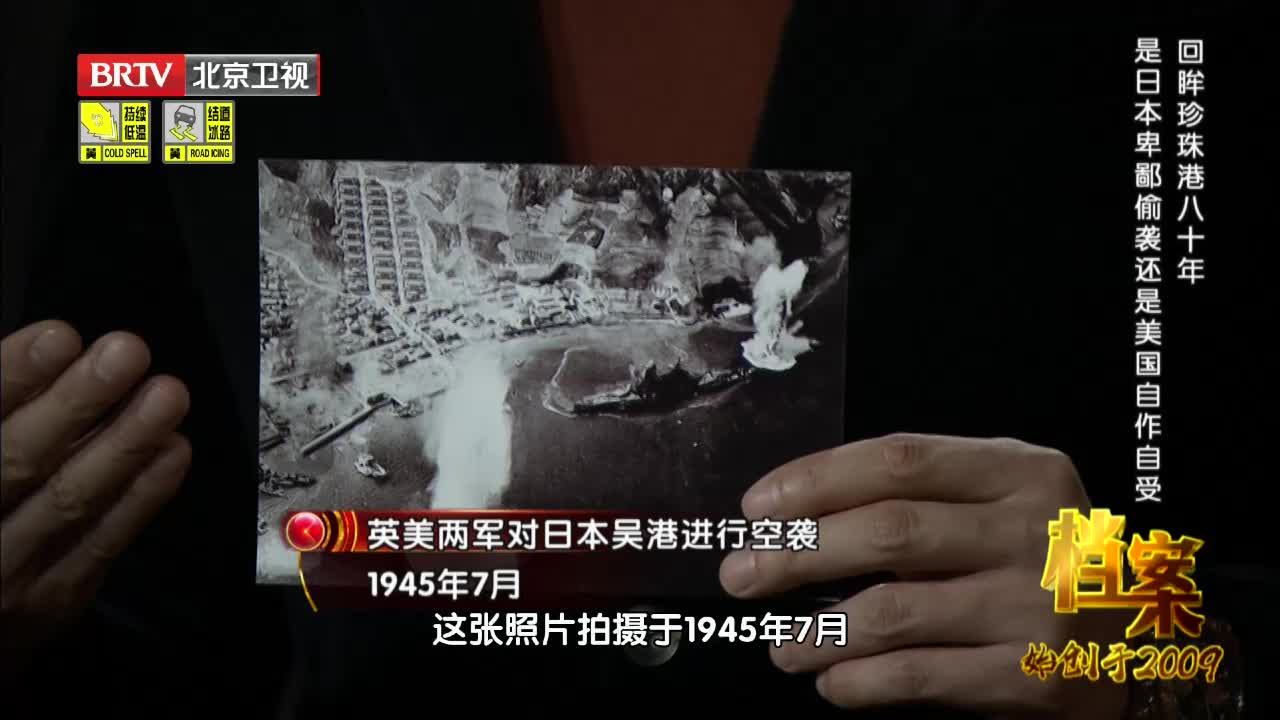 BRTV 北京卫视
持续
低温
黄 COLD SPELL
道路
结冰
黄 ROAD ICING
回眸珍珠港八十年
是日本卑鄙偷袭还是美国自作自受
英美两军对日本吴港进行空袭
1945年7月
这张照片拍摄于1945年7月
档案
始创于2009